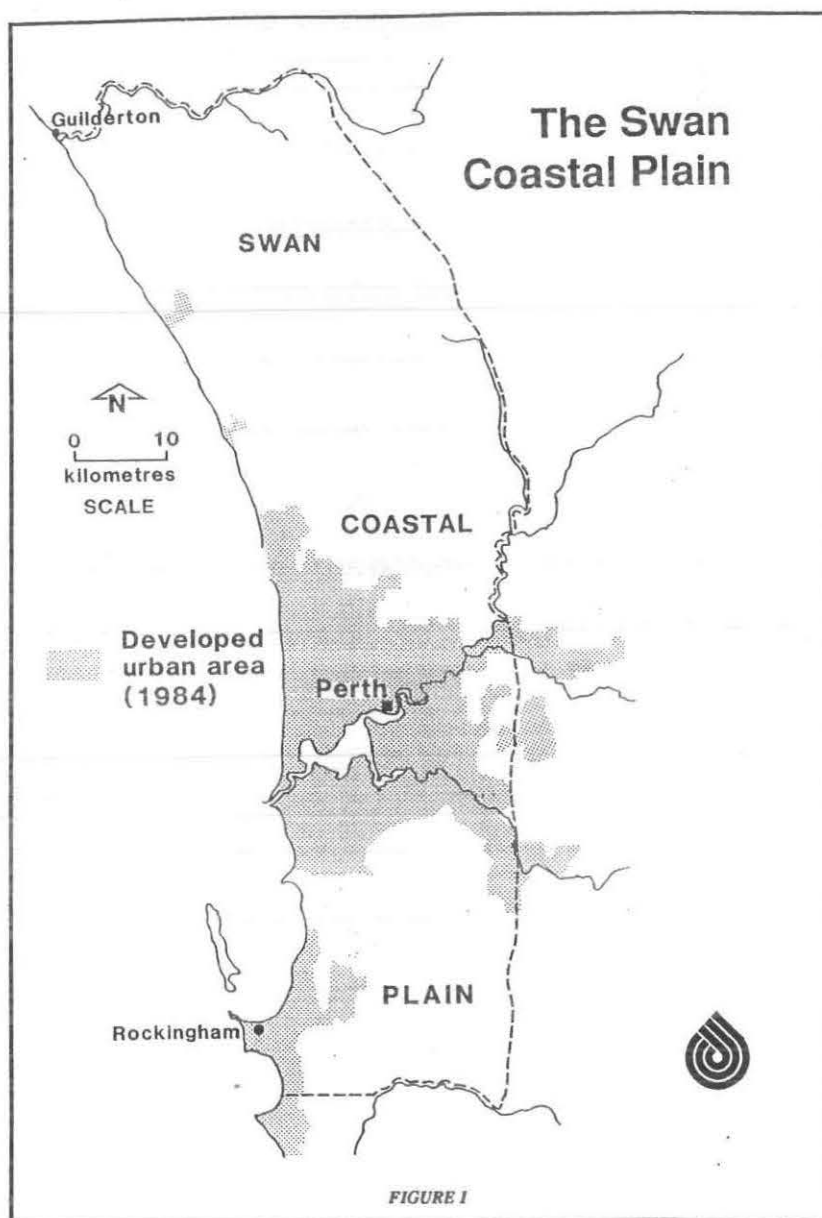 Guilderton
The Swan
Coastal Plain
SWAN
N
0 10
kilometres
SCALE
COASTAL
Developed
urban area
(1984)
Perth
PLAIN
Rockingham
FIGURE 1